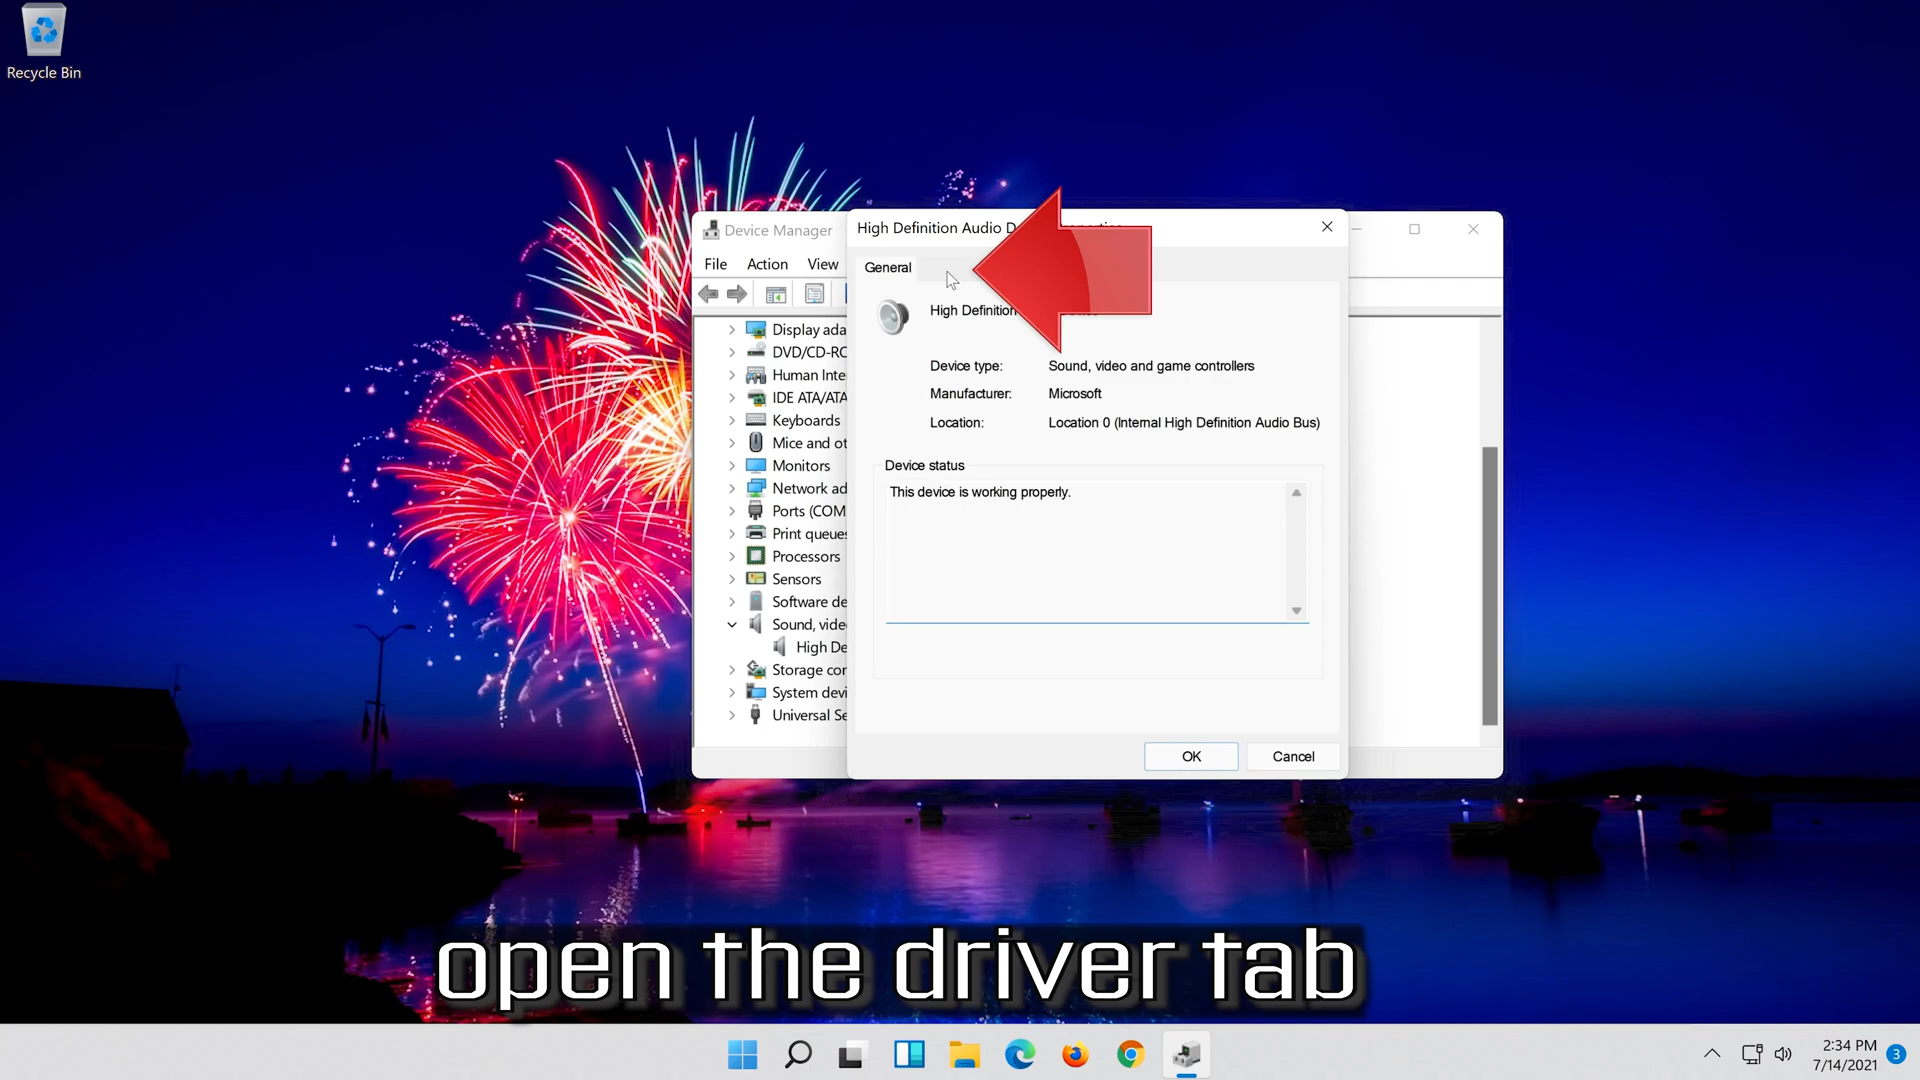 Recycle Bin
Device Manager
File Action View
Display ada
DVD/CD-RO
Human Inte
IDE ATA/ATA
Keyboards
Mice and ot
Monitors
Network ad
Ports (COM
Print queues
Processors
Sensors
Software de
Sound, vide
High De
Storage con
System devi
Universal Se
High Definition Audio D
General
High Definition
Device type: Sound, video and game controllers
Manufacturer: Microsoft
Location: Location 0 (Internal High Definition Audio Bus)
Device status
This device is working properly.
OK Cancel
open the driver tab
2:34 PM
7/14/2021
3